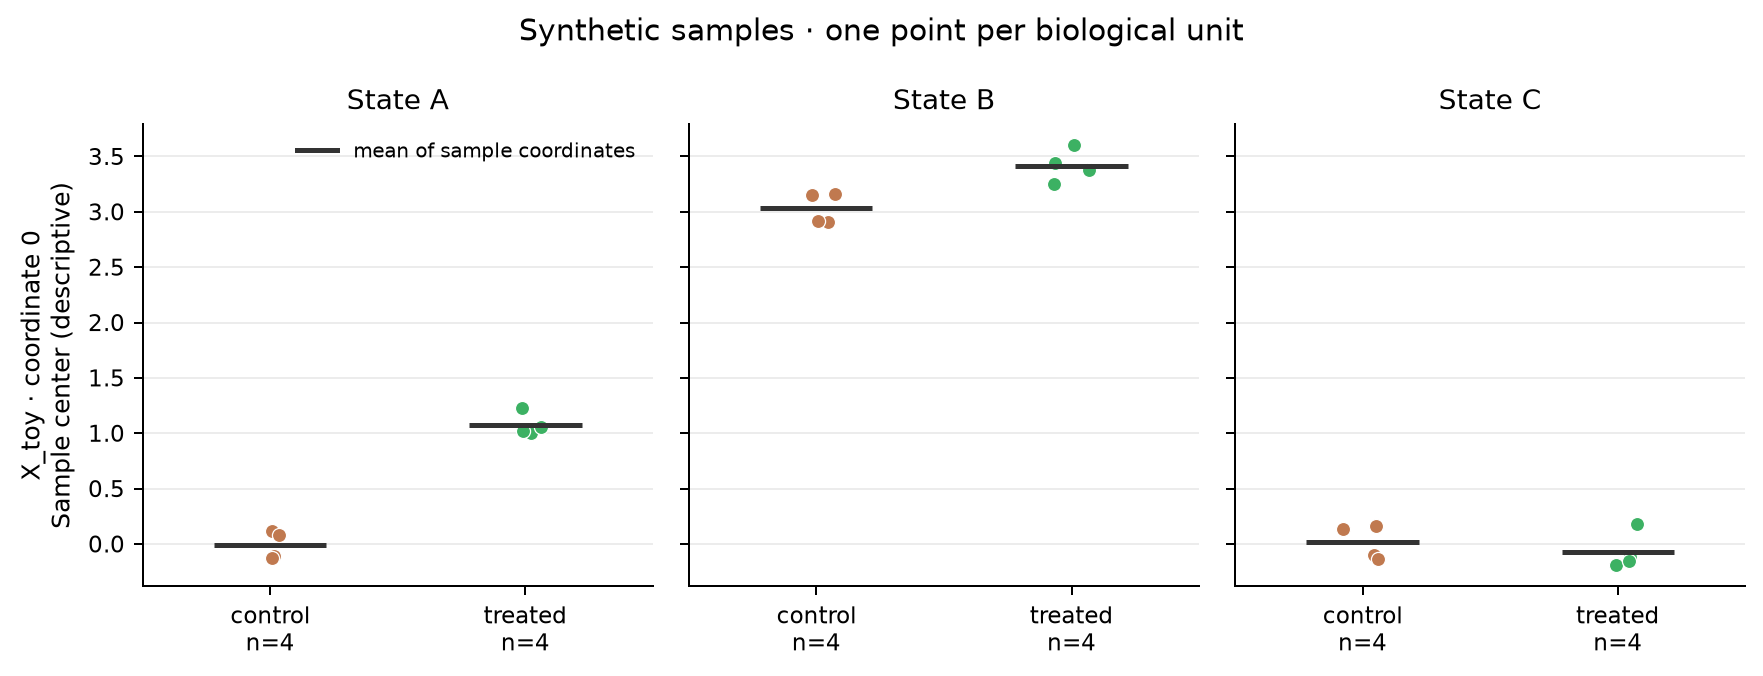 Synthetic samples · one point per biological unit
State A
State B
State C
mean of sample coordinates
X_toy · coordinate 0
Sample center (descriptive)
3.5
3.0
2.5
2.0
1.5
1.0
0.5
0.0
control
n=4
treated
n=4
control
n=4
treated
n=4
control
n=4
treated
n=4